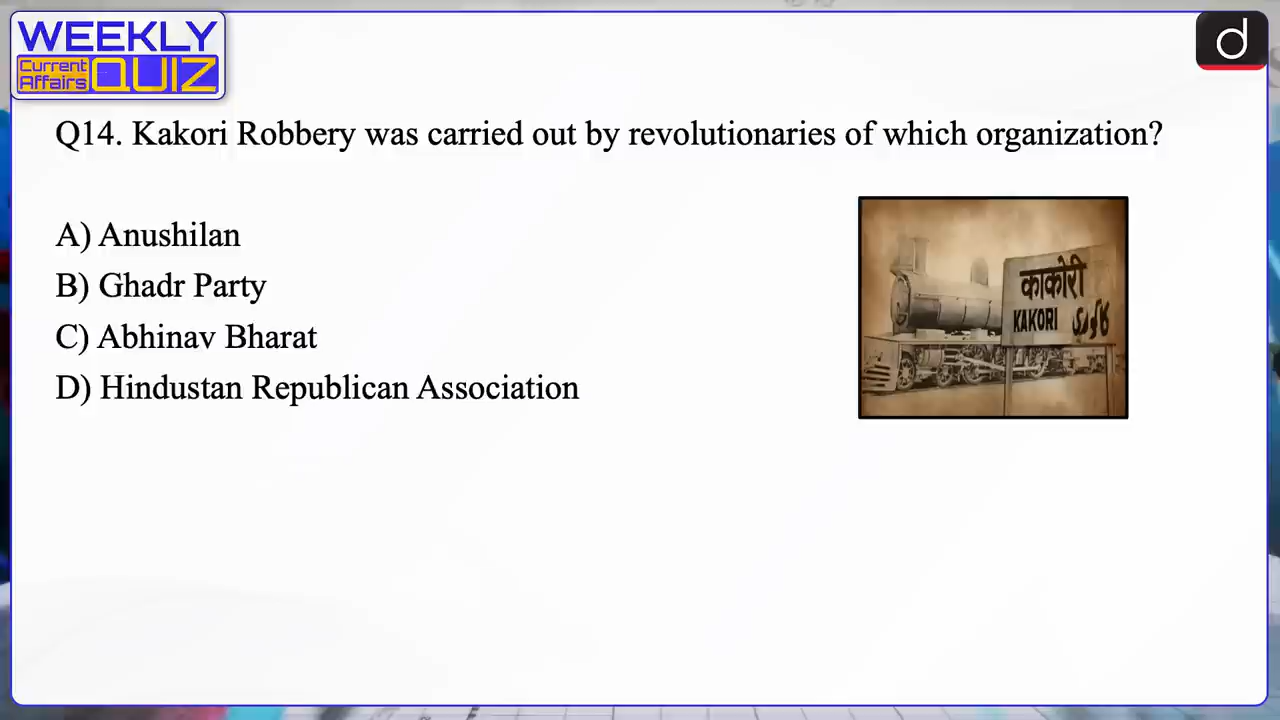 WEEKLY
Current
Affairs
QUIZ
d
Q14. Kakori Robbery was carried out by revolutionaries of which organization?
A) Anushilan
B) Ghadr Party
C) Abhinav Bharat
D) Hindustan Republican Association
काकोरी
KAKORI کاکوری